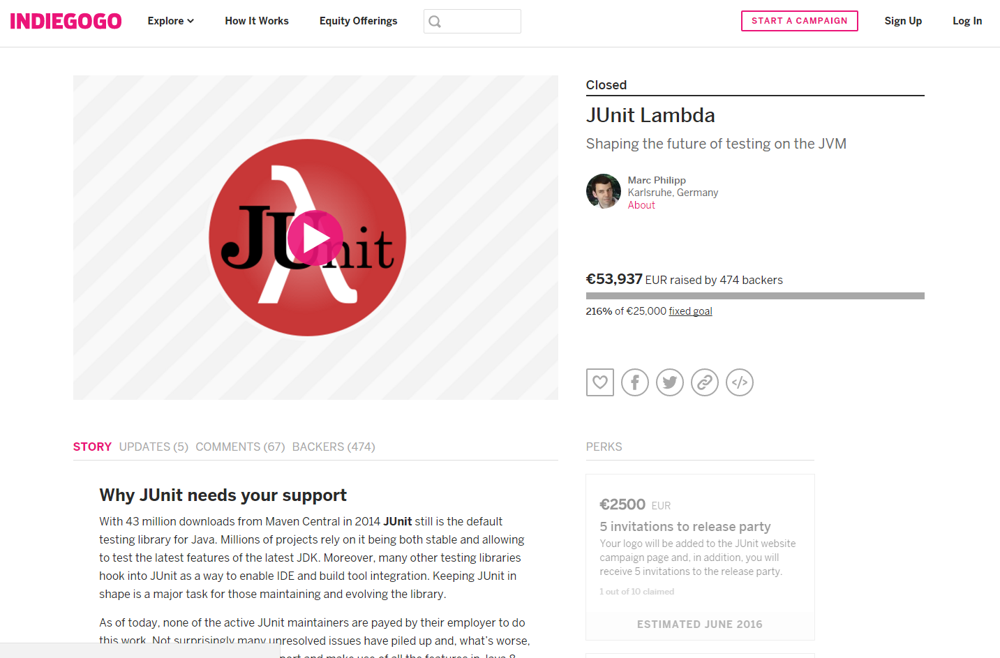 INDIEGOGO
Explore
How It Works
Equity Offerings
START A CAMPAIGN
Sign Up
Log In
JUnit
Closed
JUnit Lambda
Shaping the future of testing on the JVM
Marc Philipp
Karlsruhe, Germany
About
€53,937 EUR raised by 474 backers
216% of €25,000 fixed goal
STORY UPDATES (5) COMMENTS (67) BACKERS (474)
Why JUnit needs your support
With 43 million downloads from Maven Central in 2014 JUnit still is the default
testing library for Java. Millions of projects rely on it being both stable and allowing
to test the latest features of the latest JDK. Moreover, many other testing libraries
hook into JUnit as a way to enable IDE and build tool integration. Keeping JUnit in
shape is a major task for those maintaining and evolving the library.
As of today, none of the active JUnit maintainers are payed by their employer to do
this work. Not surprisingly many unresolved issues have piled up and, what's worse,
and make use of all the features in Java 8
PERKS
€2500 EUR
5 invitations to release party
Your logo will be added to the JUnit website
campaign page and, in addition, you will
receive 5 invitations to the release party.
1 out of 10 claimed
ESTIMATED JUNE 2016